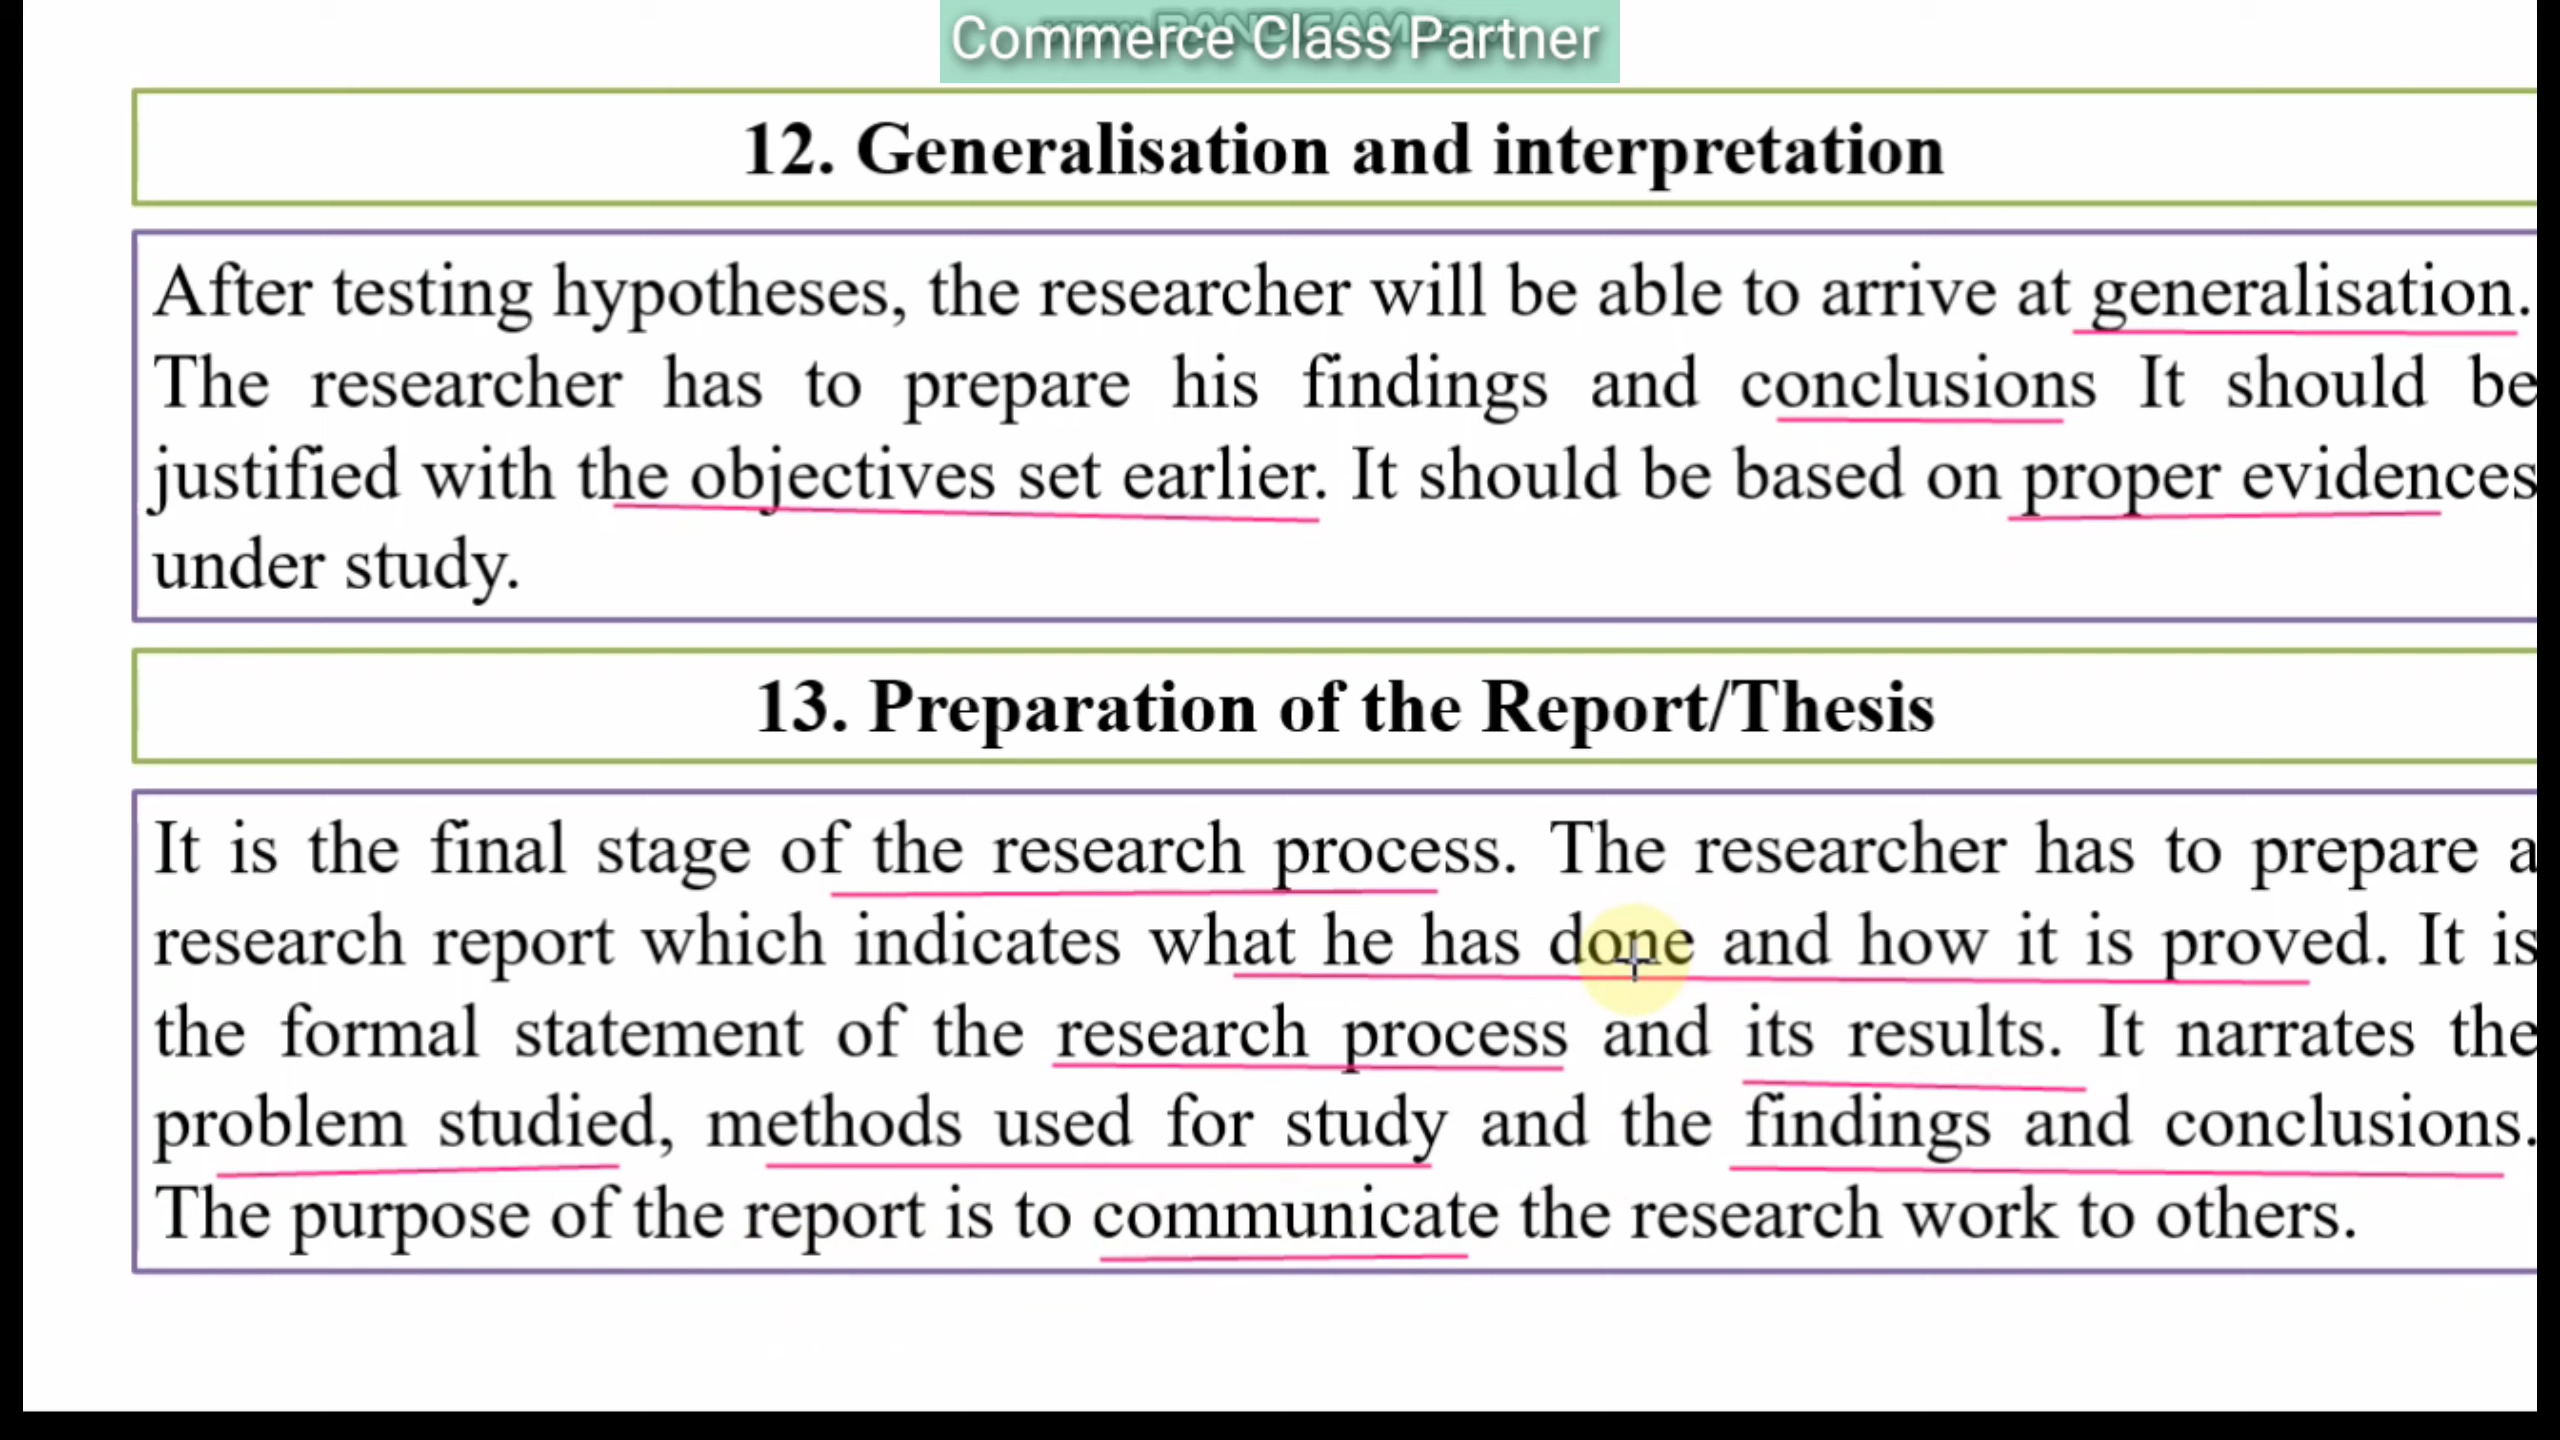 Commerce Class Partner
12. Generalisation and interpretation
After testing hypotheses, the researcher will be able to arrive at generalisation.
The researcher has to prepare his findings and conclusions It should be
justified with the objectives set earlier. It should be based on proper evidences
under study.
13. Preparation of the Report/Thesis
It is the final stage of the research process. The researcher has to prepare a
research report which indicates what he has done and how it is proved. It is
the formal statement of the research process and its results. It narrates the
problem studied, methods used for study and the findings and conclusions.
The purpose of the report is to communicate the research work to others.